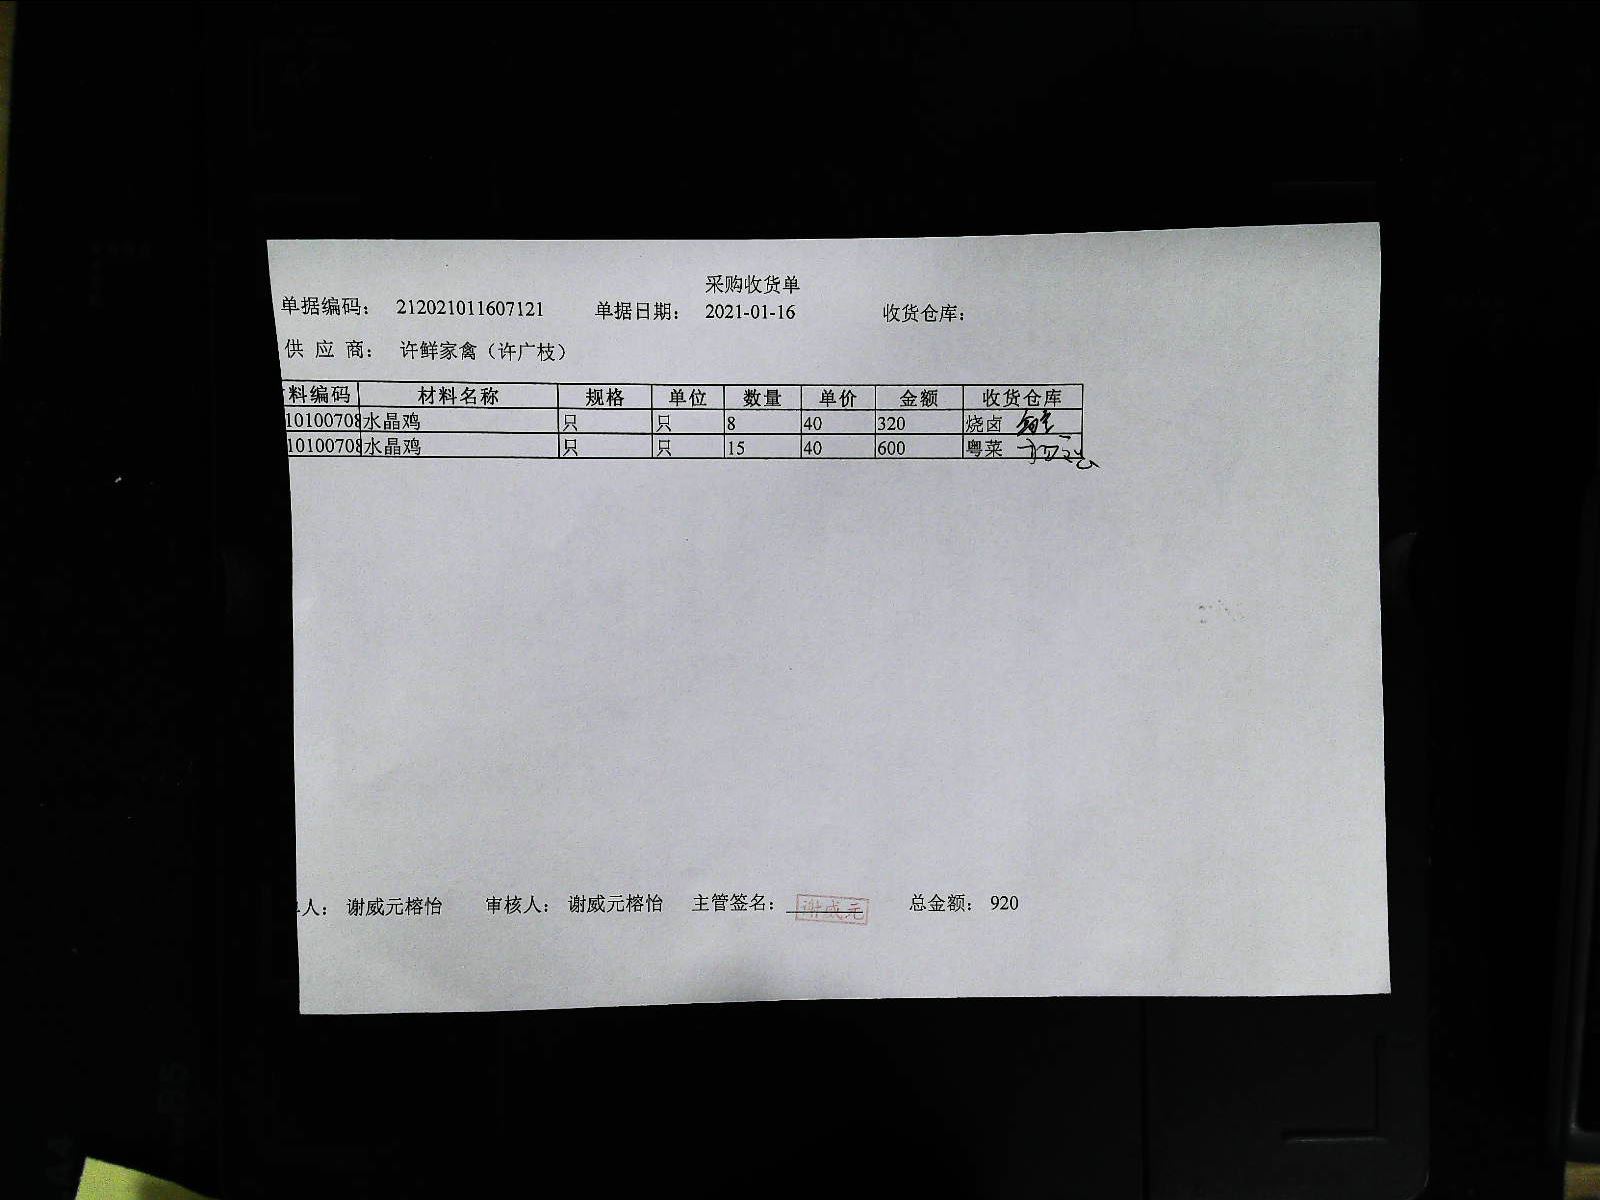 采购收货单
单据编码： 212021011607121 单据日期： 2021-01-16 收货仓库：
供 应 商： 许鲜家禽（许广枝）
料编码 材料名称 规格 单位 数量 单价 金额 收货仓库
10100708 水晶鸡 只 只 8 40 320 烧卤
10100708 水晶鸡 只 只 15 40 600 粤菜
人： 谢威元榕怡 审核人： 谢威元榕怡 主管签名： 谢威元 总金额： 920